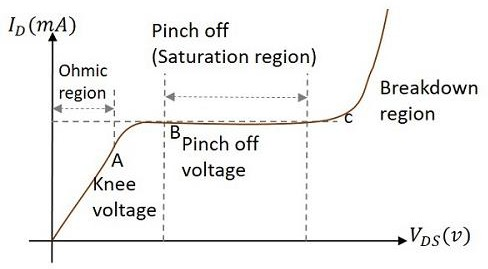 I_D(mA)
Pinch off
(Saturation region)
Ohmic
region
Breakdown
region
A
B
c
Knee
voltage
Pinch off
voltage
V_DS(v)